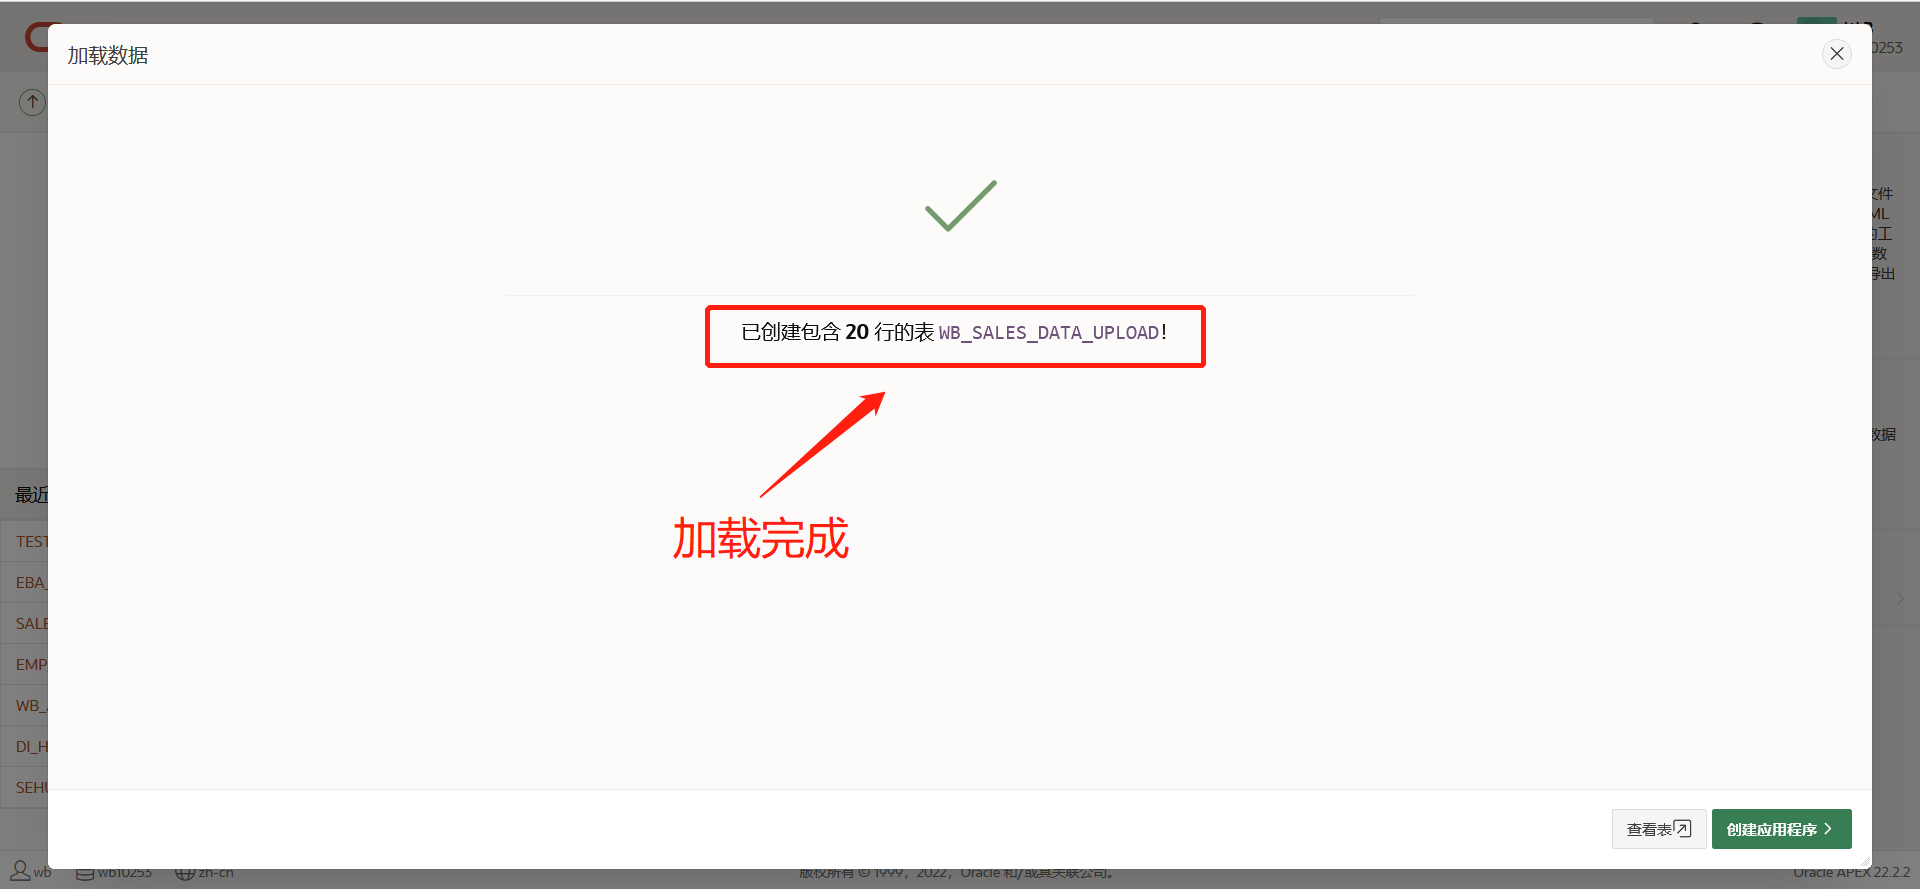 加载数据
0253
文件
ML
的工
数
导出
已创建包含 20 行的表 WB_SALES_DATA_UPLOAD!
数据
最近
加载完成
TEST
EBA_
SALE
EMP
WB_
DI_H
SEHU
查看表
创建应用程序
wb
wb10253
zh-cn
版权所有 © 1999, 2022, Oracle 和/或其关联公司。
Oracle APEX 22.2.2